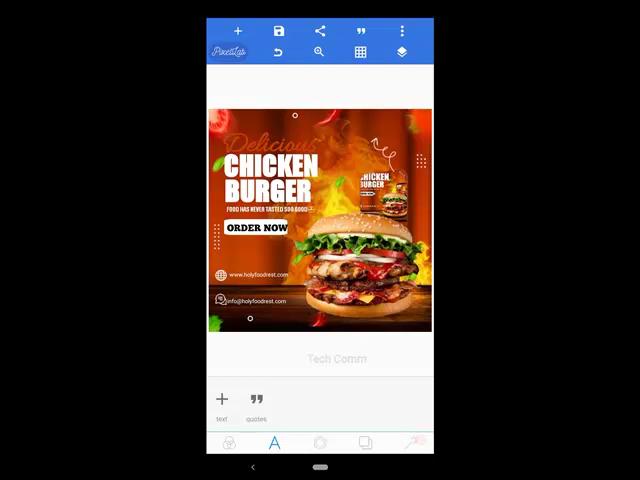 PixelLab
Delicious
CHICKEN
BURGER
FOOD HAS NEVER TASTED SOO GOOD
ORDER NOW
CHICKEN
BURGER
www.holyfoodrest.com
info@holyfoodrest.com
Tech Comm
text
quotes